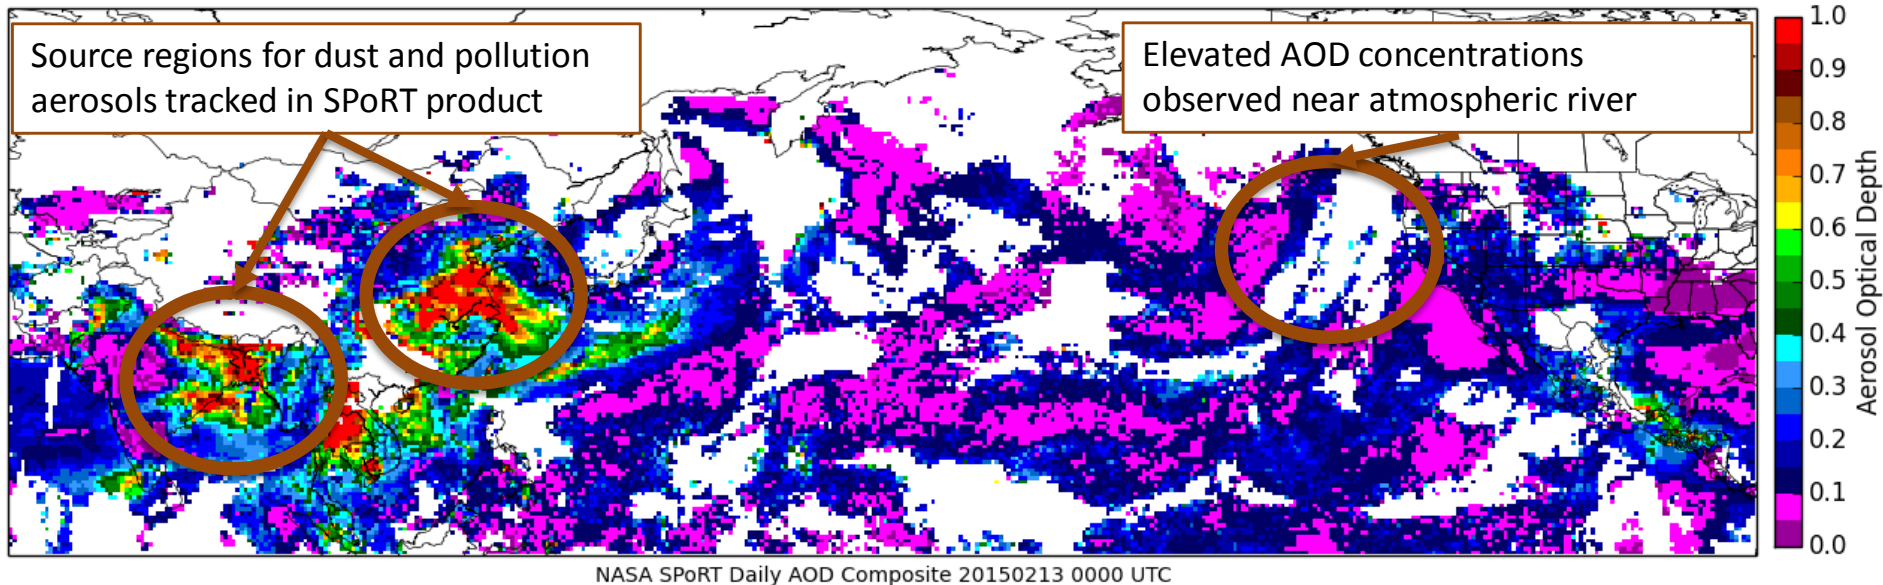 Source regions for dust and pollution
aerosols tracked in SPoRT product
Elevated AOD concentrations
observed near atmospheric river
1.0
0.9
0.8
0.7
0.6
0.5
0.4
0.3
0.2
0.1
0.0
Aerosol Optical Depth
NASA SPoRT Daily AOD Composite 20150213 0000 UTC